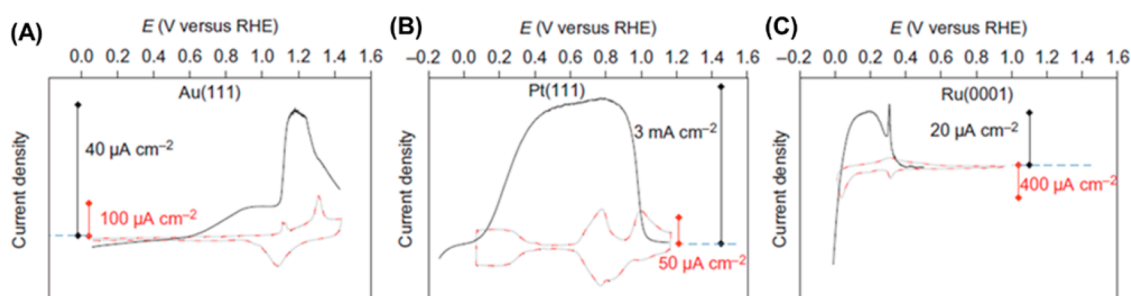 (A)
E (V versus RHE)
0.0 0.2 0.4 0.6 0.8 1.0 1.2 1.4 1.6
Au(111)
40 µA cm⁻²
100 µA cm⁻²
Current density
(B)
E (V versus RHE)
−0.2 0.0 0.2 0.4 0.6 0.8 1.0 1.2 1.4 1.6
Pt(111)
3 mA cm⁻²
50 µA cm⁻²
Current density
(C)
E (V versus RHE)
−0.2 0.0 0.2 0.4 0.6 0.8 1.0 1.2 1.4 1.6
Ru(0001)
20 µA cm⁻²
400 µA cm⁻²
Current density